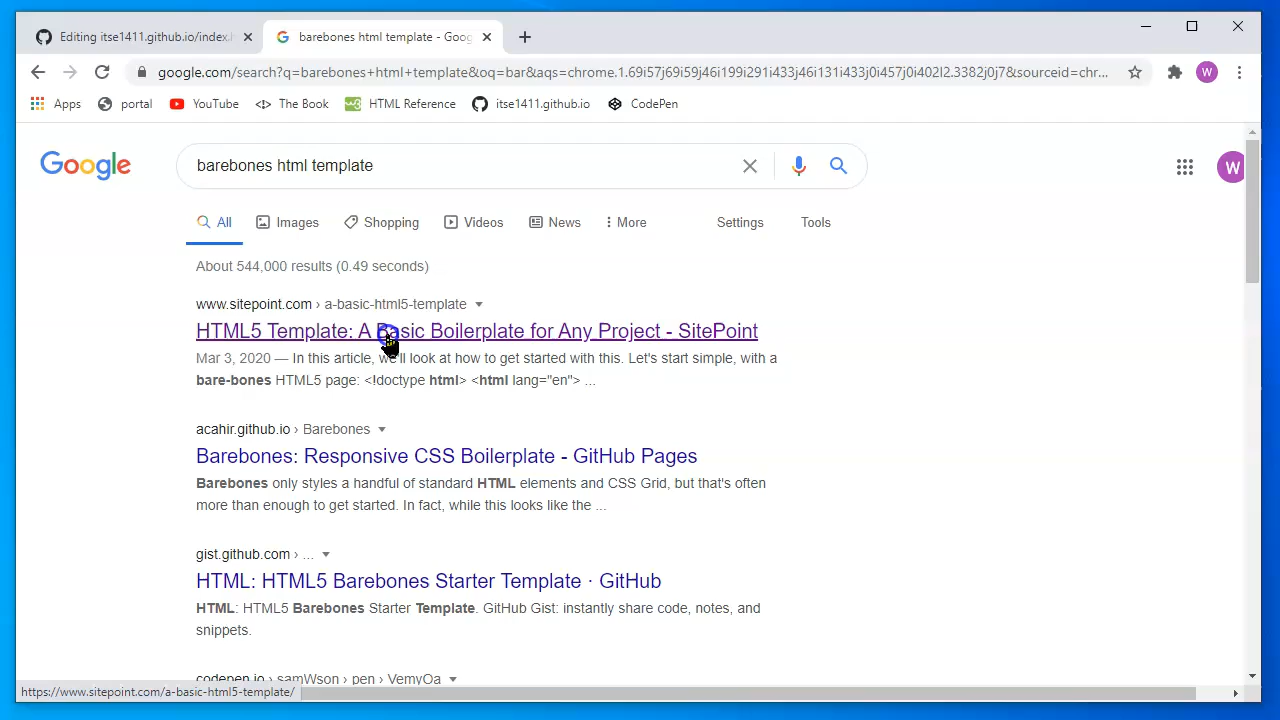 Editing itse1411.github.io/index.
barebones html template - Goog
google.com/search?q=barebones+html+template&oq=bar&aqs=chrome.1.69i57j69i59j46i199i291i433j46i131i433j0i457j0i402l2.3382j0j7&sourceid=chr...
W
Apps
portal
YouTube
The Book
HTML Reference
itse1411.github.io
CodePen
Google
barebones html template
W
All
Images
Shopping
Videos
News
More
Settings
Tools
About 544,000 results (0.49 seconds)
www.sitepoint.com › a-basic-html5-template
HTML5 Template: A Basic Boilerplate for Any Project - SitePoint
Mar 3, 2020 — In this article, we'll look at how to get started with this. Let's start simple, with a
bare-bones HTML5 page: <!doctype html> <html lang="en"> ...
acahir.github.io › Barebones
Barebones: Responsive CSS Boilerplate - GitHub Pages
Barebones only styles a handful of standard HTML elements and CSS Grid, but that's often
more than enough to get started. In fact, while this looks like the ...
gist.github.com › ...
HTML: HTML5 Barebones Starter Template · GitHub
HTML: HTML5 Barebones Starter Template. GitHub Gist: instantly share code, notes, and
snippets.
codepen.io › samWson › pen › VemyOa
https://www.sitepoint.com/a-basic-html5-template/